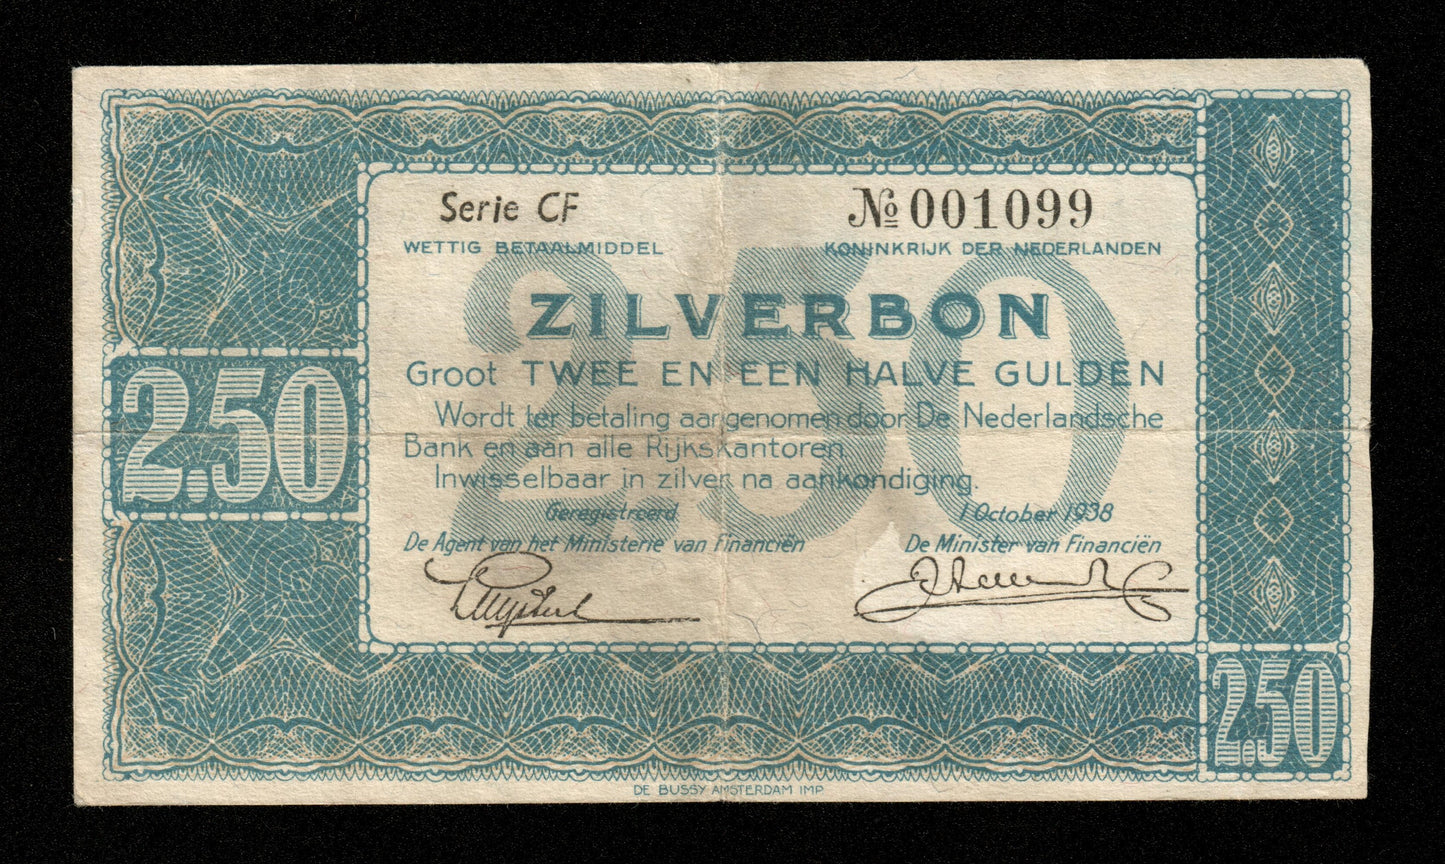 Serie CF
№ 001099
WETTIG BETAALMIDDEL
KONINKRIJK DER NEDERLANDEN
2.50
ZILVERBON
Groot TWEE EN EEN HALVE GULDEN
Wordt ter betaling aangenomen door De Nederlandsche
Bank en aan alle Rijkskantoren.
Inwisselbaar in zilver na aankondiging.
2.50
Geregistreerd
1 October 1938
De Agent van het Ministerie van Financiën
De Minister van Financiën
2.50
DE BUSSY AMSTERDAM IMP